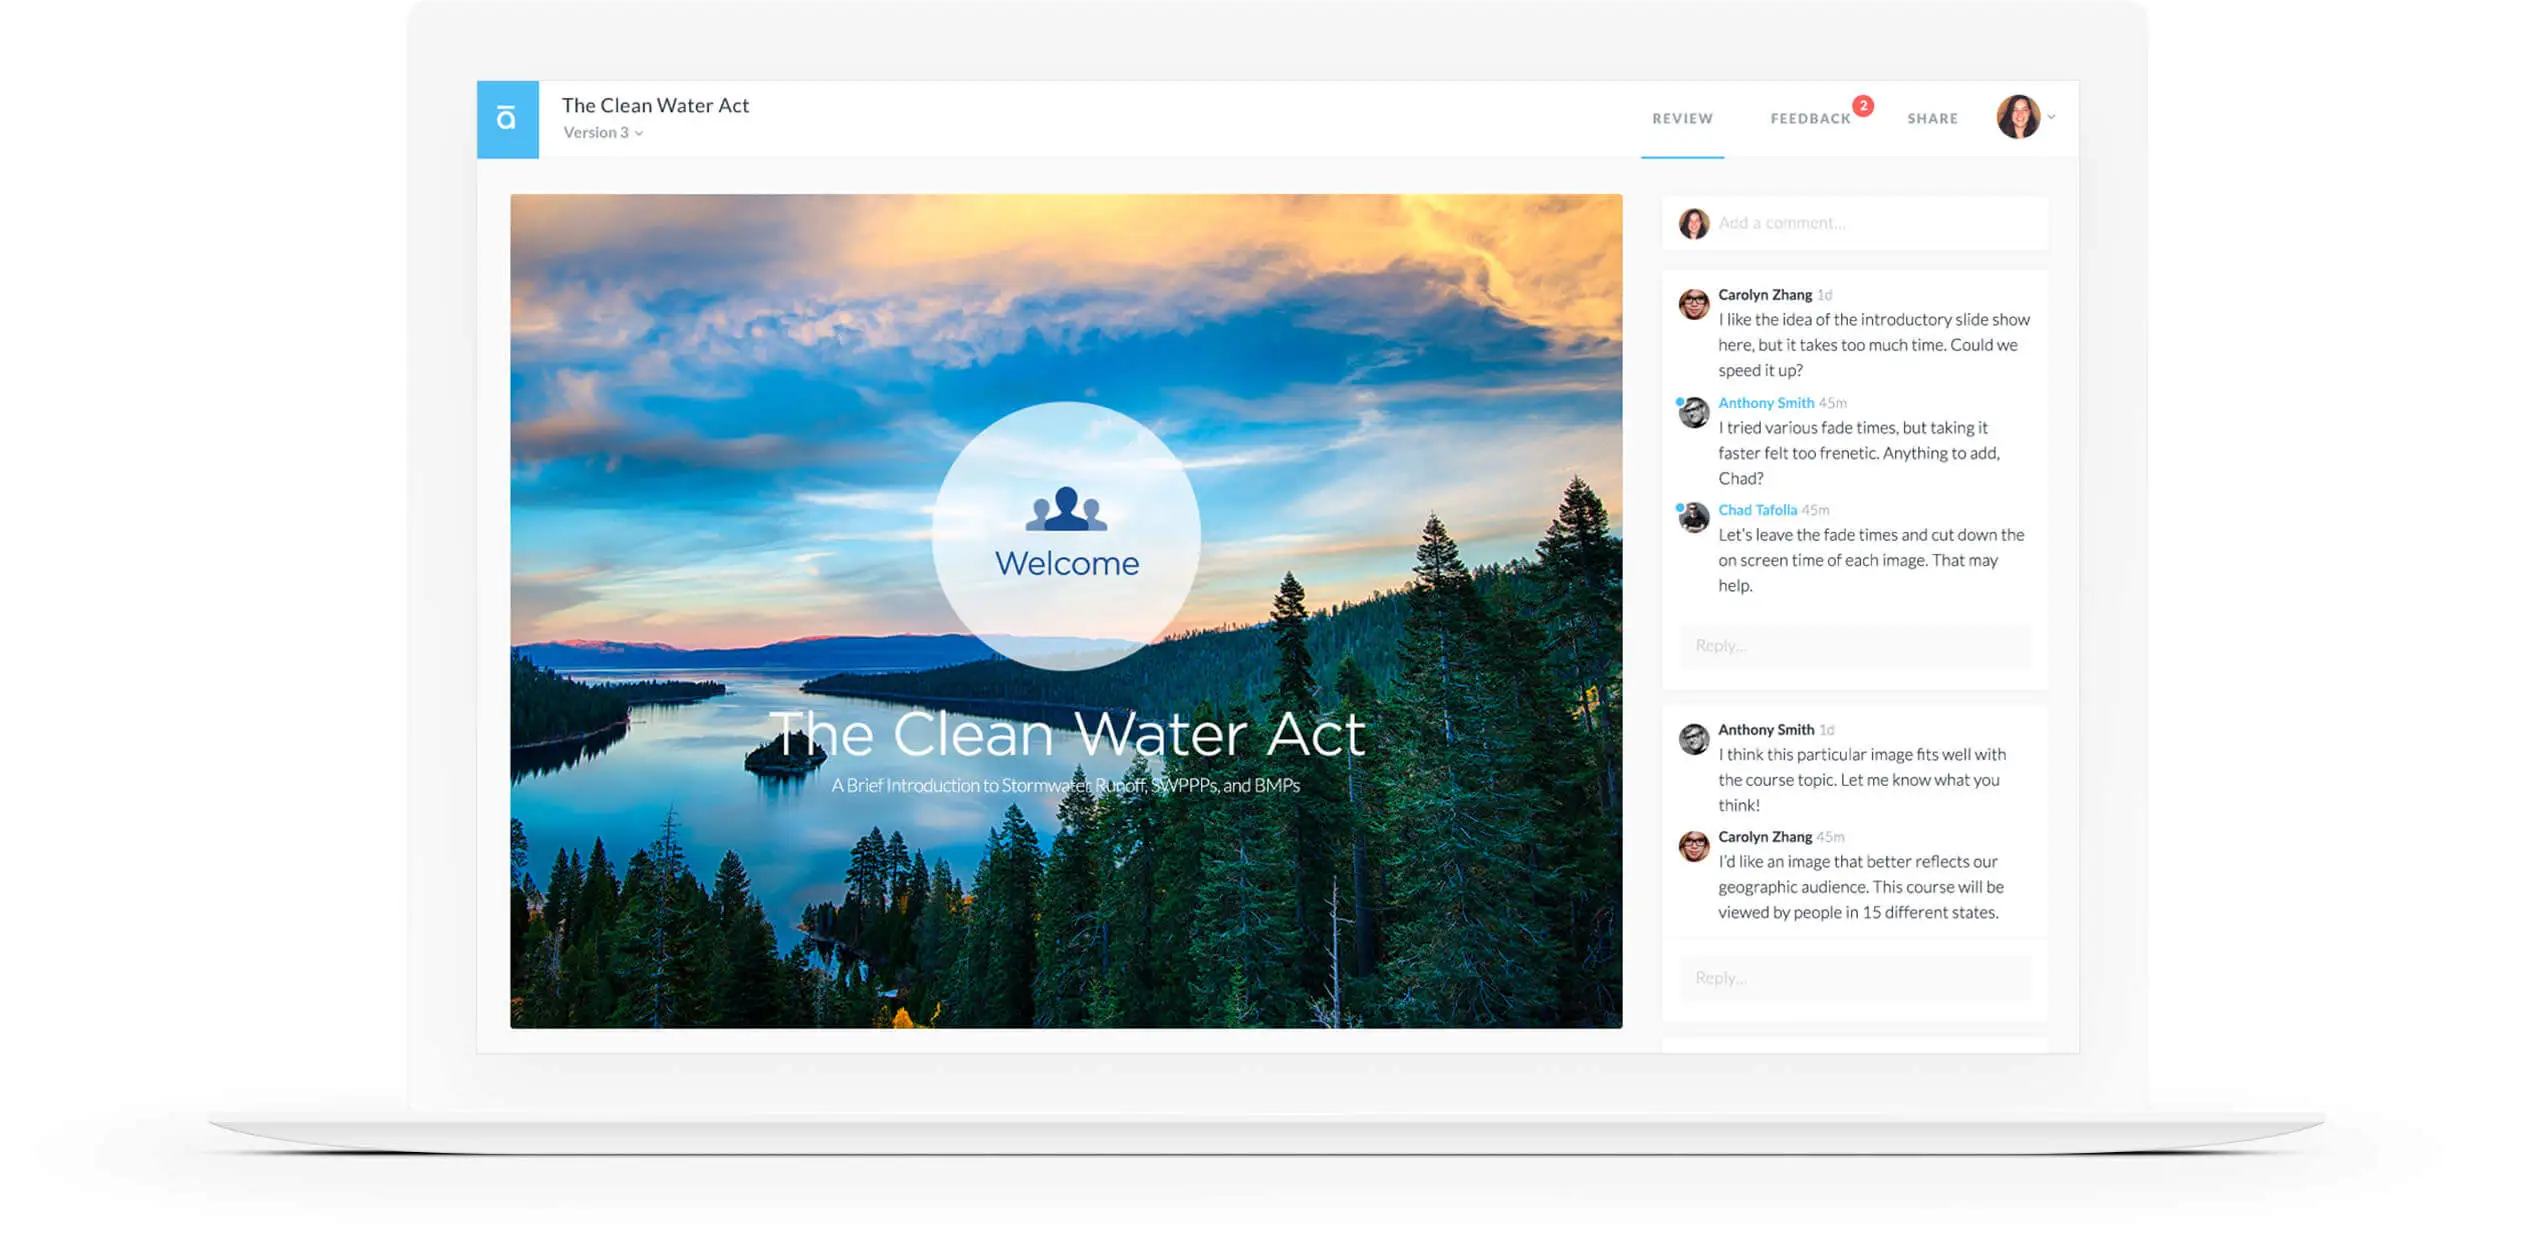 ā
The Clean Water Act
Version 3
REVIEW
FEEDBACK
2
SHARE
Welcome
The Clean Water Act
A Brief Introduction to Stormwater Runoff, SWPPPs, and BMPs
Add a comment...
Carolyn Zhang 1d
I like the idea of the introductory slide show
here, but it takes too much time. Could we
speed it up?
Anthony Smith 45m
I tried various fade times, but taking it
faster felt too frenetic. Anything to add,
Chad?
Chad Tafolla 45m
Let's leave the fade times and cut down the
on screen time of each image. That may
help.
Reply...
Anthony Smith 1d
I think this particular image fits well with
the course topic. Let me know what you
think!
Carolyn Zhang 45m
I'd like an image that better reflects our
geographic audience. This course will be
viewed by people in 15 different states.
Reply...